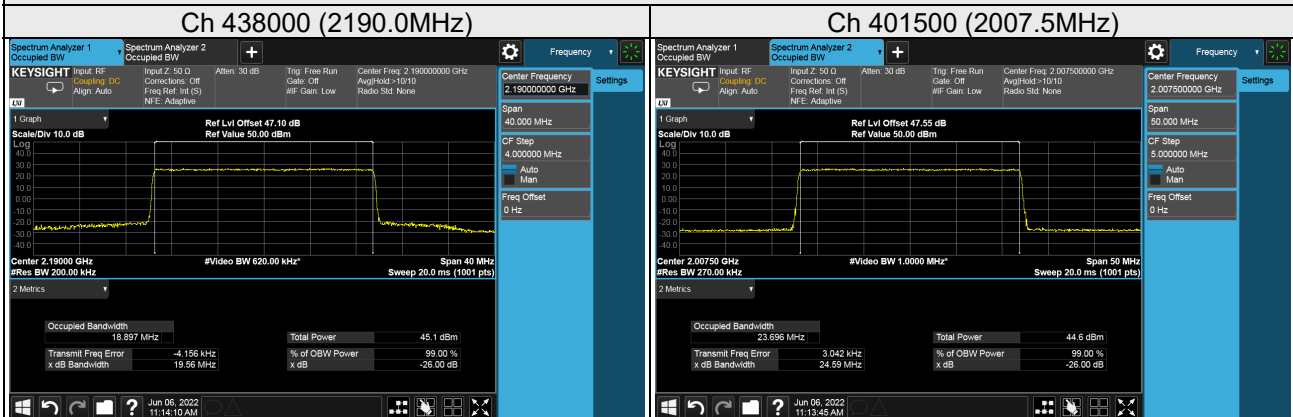 Ch 438000 (2190.0MHz)
Spectrum Analyzer 1
Occupied BW
Spectrum Analyzer 2
Occupied BW
+
Frequency
KEYSIGHT
Input: RF
Coupling: DC
Align: Auto
Input Z: 50 Ω
Corrections: Off
Freq Ref: Int (S)
NFE: Adaptive
Atten: 30 dB
Trig: Free Run
Gate: Off
#IF Gain: Low
Center Freq: 2.190000000 GHz
Avg|Hold:>10/10
Radio Std: None
LXI
Center Frequency
2.190000000 GHz
Settings
Span
40.000 MHz
CF Step
4.000000 MHz
Auto
Man
Freq Offset
0 Hz
1 Graph
Scale/Div 10.0 dB
Ref Lvl Offset 47.10 dB
Ref Value 50.00 dBm
Log
40.0
30.0
20.0
10.0
0.00
-10.0
-20.0
-30.0
-40.0
Center 2.19000 GHz
#Res BW 200.00 kHz
#Video BW 620.00 kHz*
Span 40 MHz
Sweep 20.0 ms (1001 pts)
2 Metrics
Occupied Bandwidth
18.897 MHz
Total Power 45.1 dBm
Transmit Freq Error -4.156 kHz
% of OBW Power 99.00 %
x dB Bandwidth 19.56 MHz
x dB -26.00 dB
?
Jun 06, 2022
11:14:10 AM
Ch 401500 (2007.5MHz)
Spectrum Analyzer 1
Occupied BW
Spectrum Analyzer 2
Occupied BW
+
Frequency
KEYSIGHT
Input: RF
Coupling: DC
Align: Auto
Input Z: 50 Ω
Corrections: Off
Freq Ref: Int (S)
NFE: Adaptive
Atten: 30 dB
Trig: Free Run
Gate: Off
#IF Gain: Low
Center Freq: 2.007500000 GHz
Avg|Hold:>10/10
Radio Std: None
LXI
Center Frequency
2.007500000 GHz
Settings
Span
50.000 MHz
CF Step
5.000000 MHz
Auto
Man
Freq Offset
0 Hz
1 Graph
Scale/Div 10.0 dB
Ref Lvl Offset 47.55 dB
Ref Value 50.00 dBm
Log
40.0
30.0
20.0
10.0
0.00
-10.0
-20.0
-30.0
-40.0
Center 2.00750 GHz
#Res BW 270.00 kHz
#Video BW 1.0000 MHz*
Span 50 MHz
Sweep 20.0 ms (1001 pts)
2 Metrics
Occupied Bandwidth
23.696 MHz
Total Power 44.6 dBm
Transmit Freq Error 3.042 kHz
% of OBW Power 99.00 %
x dB Bandwidth 24.59 MHz
x dB -26.00 dB
?
Jun 06, 2022
11:13:45 AM